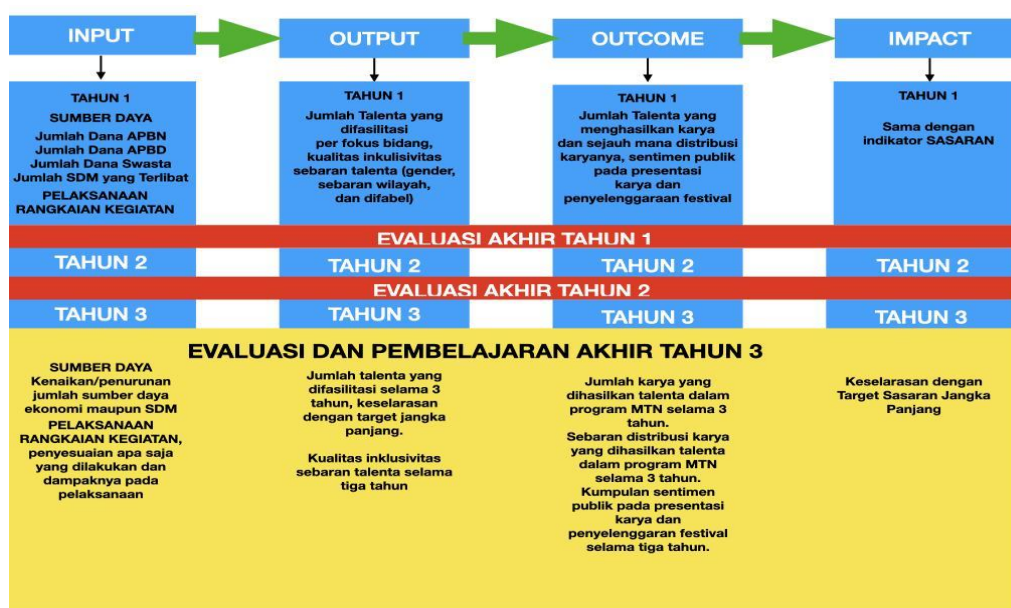 INPUT
OUTPUT
OUTCOME
IMPACT
TAHUN 1
SUMBER DAYA
Jumlah Dana APBN
Jumlah Dana APBD
Jumlah Dana Swasta
Jumlah SDM yang Terlibat
PELAKSANAAN
RANGKAIAN KEGIATAN
TAHUN 1
Jumlah Talenta yang
difasilitasi
per fokus bidang,
kualitas inkulisivitas
sebaran talenta (gender,
sebaran wilayah,
dan difabel)
TAHUN 1
Jumlah Talenta yang
menghasilkan karya
dan sejauh mana distribusi
karyanya, sentimen publik
pada presentasi
karya dan
penyelenggaraan festival
TAHUN 1
Sama dengan
indikator SASARAN
EVALUASI AKHIR TAHUN 1
TAHUN 2
TAHUN 2
TAHUN 2
TAHUN 2
EVALUASI AKHIR TAHUN 2
TAHUN 3
TAHUN 3
TAHUN 3
TAHUN 3
EVALUASI DAN PEMBELAJARAN AKHIR TAHUN 3
SUMBER DAYA
Kenaikan/penurunan
jumlah sumber daya
ekonomi maupun SDM
PELAKSANAAN
RANGKAIAN KEGIATAN,
penyesuaian apa saja
yang dilakukan dan
dampaknya pada
pelaksanaan
Jumlah talenta yang
difasilitasi selama 3
tahun, keselarasan
dengan target jangka
panjang.
Kualitas inklusivitas
sebaran talenta selama
tiga tahun
Jumlah karya yang
dihasilkan talenta dalam
program MTN selama 3
tahun.
Sebaran distribusi karya
yang dihasilkan talenta
dalam program MTN
selama 3 tahun.
Kumpulan sentimen
publik pada presentasi
karya dan
penyelenggaran festival
selama tiga tahun.
Keselarasan dengan
Target Sasaran Jangka
Panjang